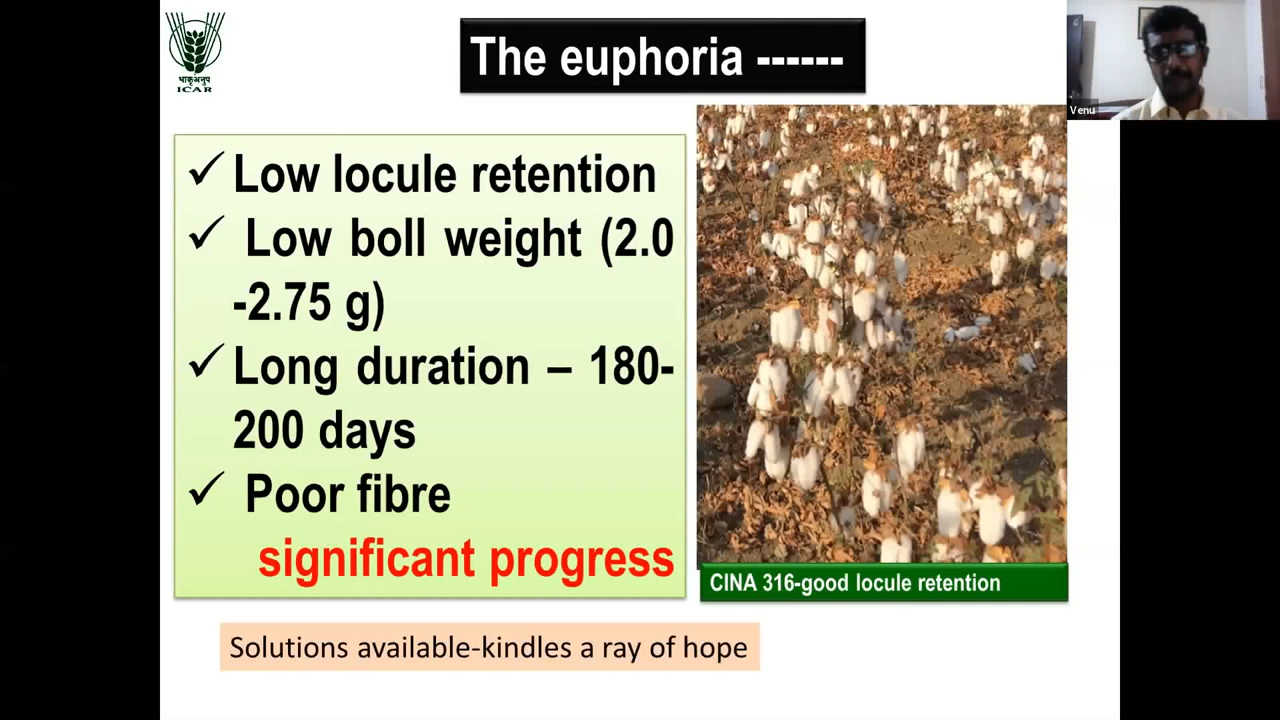 The euphoria ------
भाकृअनुप
ICAR
Venu
✓ Low locule retention
✓ Low boll weight (2.0
-2.75 g)
✓ Long duration – 180-
200 days
✓ Poor fibre
significant progress
CINA 316-good locule retention
Solutions available-kindles a ray of hope